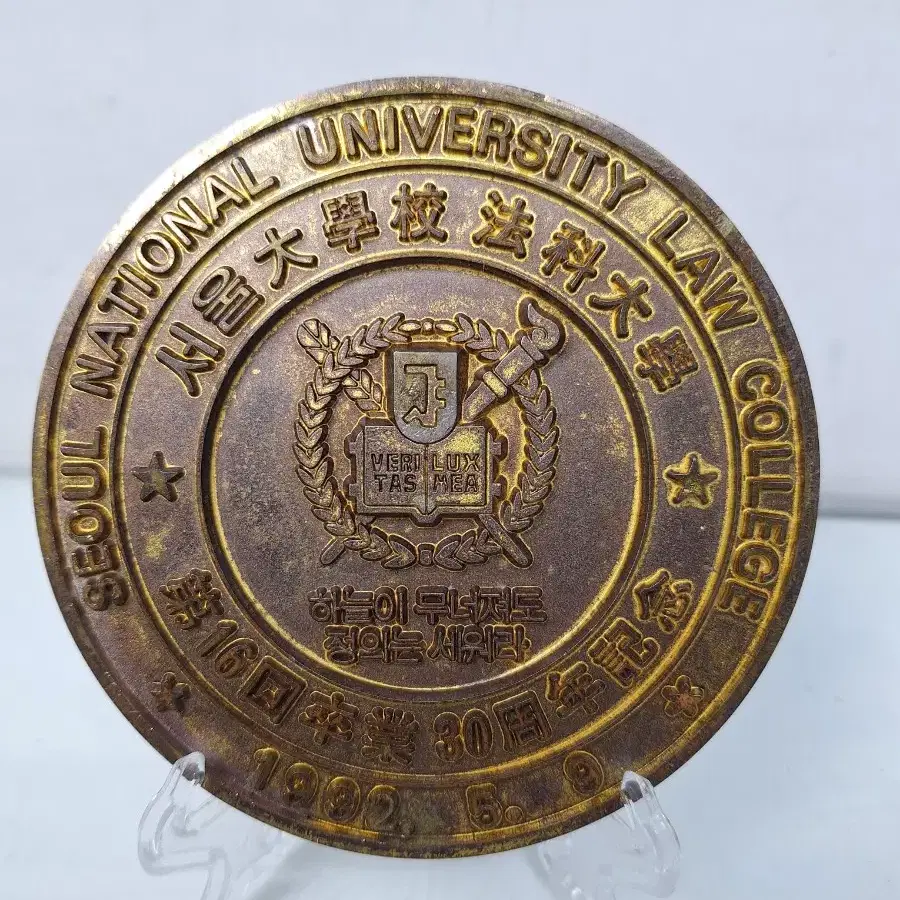 SEOUL NATIONAL UNIVERSITY LAW COLLEGE
서울大學校 法科大學
VERI LUX
TAS MEA
하늘이 무너져도
정의는 세워라
第16回卒業30周年記念
1992. 5. 9